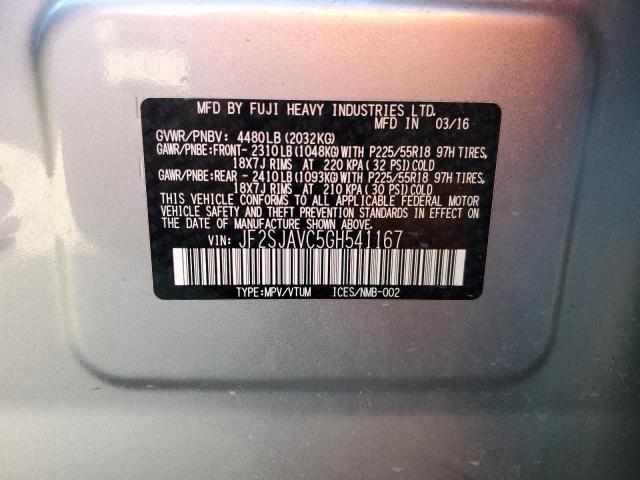 MFD BY FUJI HEAVY INDUSTRIES LTD.
MFD IN 03/16
GVWR/PNBV: 4480LB(2032KG)
GAWR/PNBE:FRONT-2310LB(1048KG)WITH P225/55R18 97H TIRES,
18X7J RIMS AT 220 KPA(32 PSI)COLD
GAWR/PNBE:REAR -2410LB(1093KG)WITH P225/55R18 97H TIRES,
18X7J RIMS AT 210 KPA(30 PSI)COLD
THIS VEHICLE CONFORMS TO ALL APPLICABLE FEDERAL MOTOR
VEHICLE SAFETY AND THEFT PREVENTION STANDARDS IN EFFECT ON
THE DATE OF MANUFACTURE SHOWN ABOVE.
VIN: JF2SJAVC5GH541167
TYPE:MPV/VTUM ICES/NMB-002